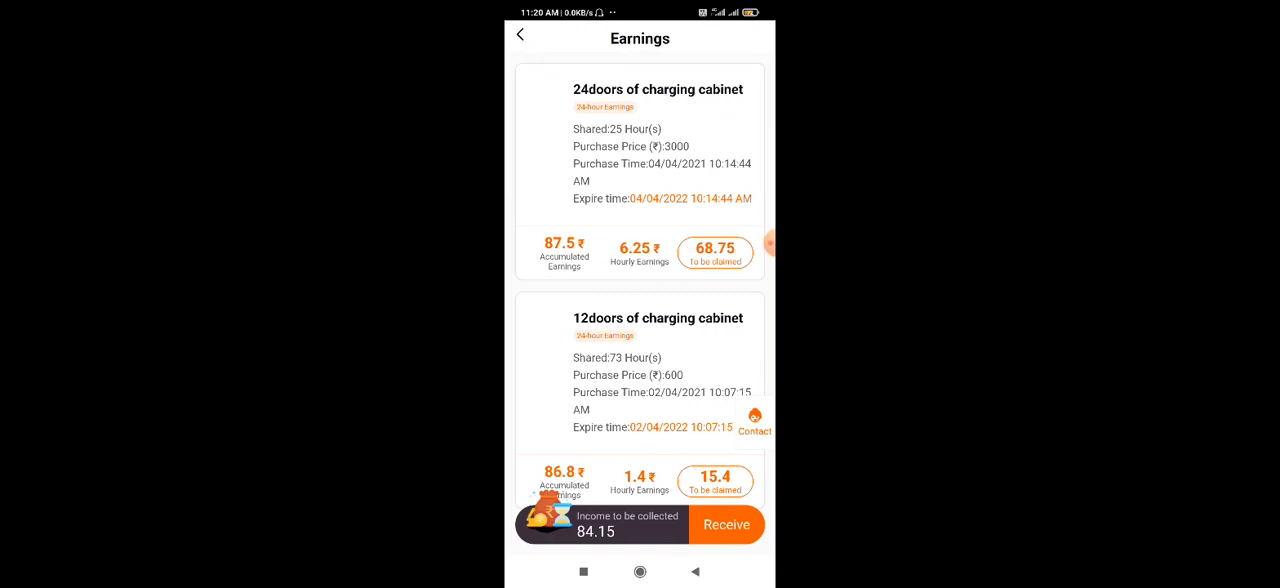 11:20 AM | 0.0KB/s
Earnings
24doors of charging cabinet
24-hour Earnings
Shared:25 Hour(s)
Purchase Price (₹):3000
Purchase Time:04/04/2021 10:14:44
AM
Expire time:04/04/2022 10:14:44 AM
87.5 ₹ 6.25 ₹ 68.75
Accumulated Earnings Hourly Earnings To be claimed
12doors of charging cabinet
24-hour Earnings
Shared:73 Hour(s)
Purchase Price (₹):600
Purchase Time:02/04/2021 10:07:15
AM
Expire time:02/04/2022 10:07:15
Contact
86.8 ₹ 1.4 ₹ 15.4
Accumulated Hourly Earnings To be claimed
Income to be collected
84.15
Receive